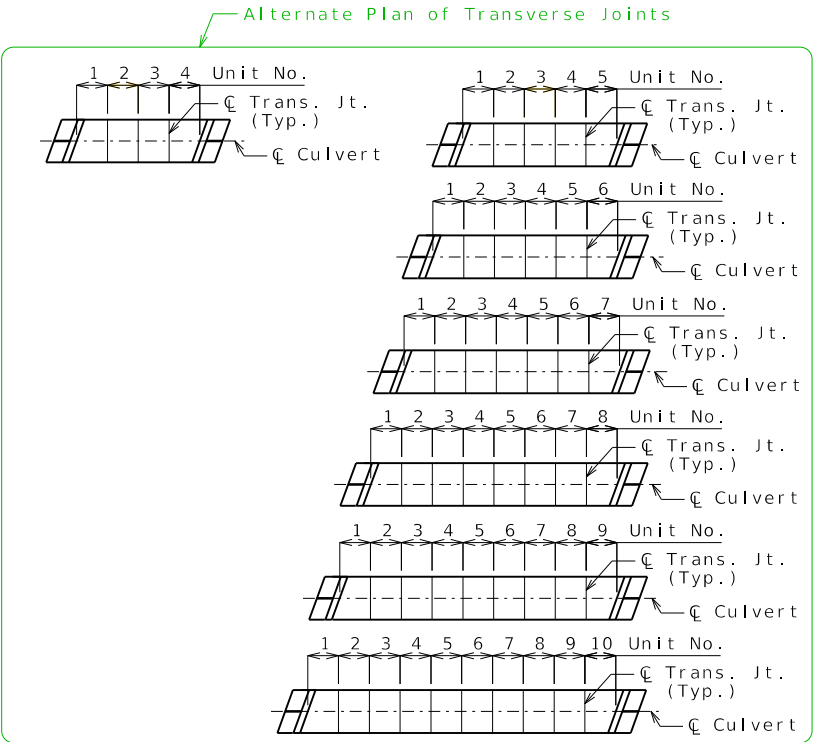 Alternate Plan of Transverse Joints
1 2 3 4 Unit No.
℄ Trans. Jt.
(Typ.)
℄ Culvert
1 2 3 4 5 Unit No.
℄ Trans. Jt.
(Typ.)
℄ Culvert
1 2 3 4 5 6 Unit No.
℄ Trans. Jt.
(Typ.)
℄ Culvert
1 2 3 4 5 6 7 Unit No.
℄ Trans. Jt.
(Typ.)
℄ Culvert
1 2 3 4 5 6 7 8 Unit No.
℄ Trans. Jt.
(Typ.)
℄ Culvert
1 2 3 4 5 6 7 8 9 Unit No.
℄ Trans. Jt.
(Typ.)
℄ Culvert
1 2 3 4 5 6 7 8 9 10 Unit No.
℄ Trans. Jt.
(Typ.)
℄ Culvert